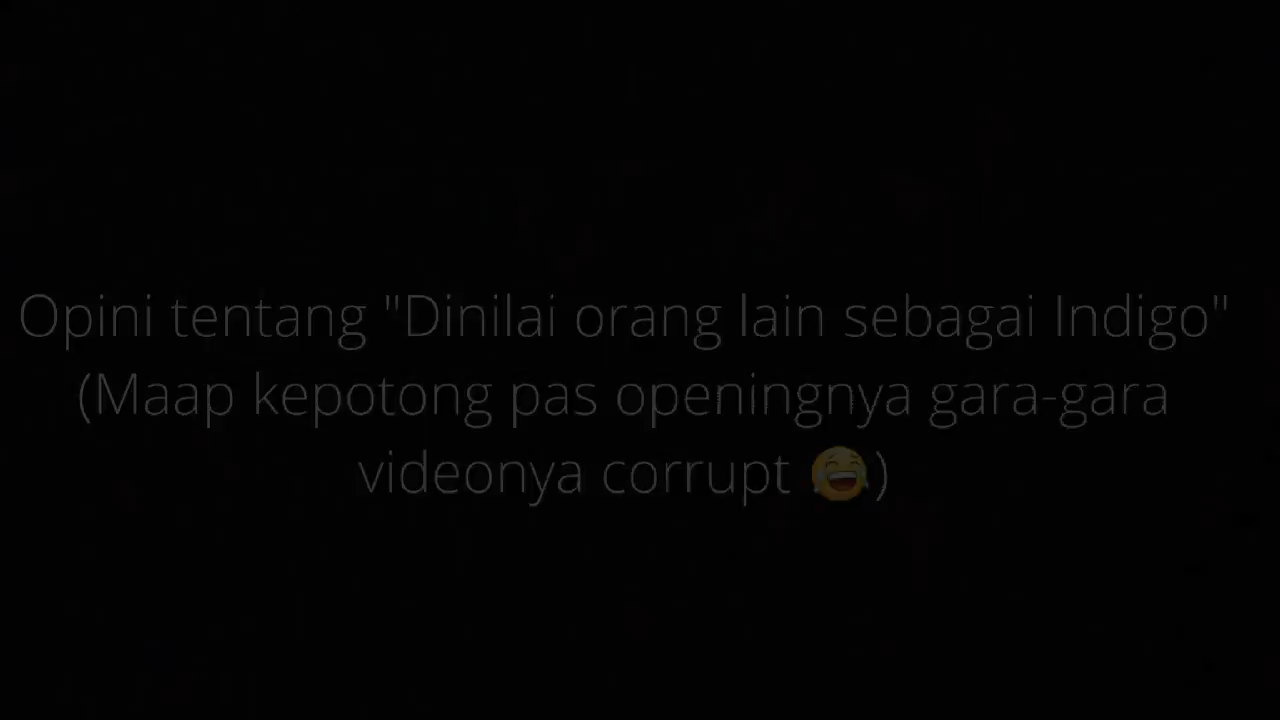 Opini tentang "Dinilai orang lain sebagai Indigo"
(Maap kepotong pas openingnya gara-gara
videonya corrupt 😂)